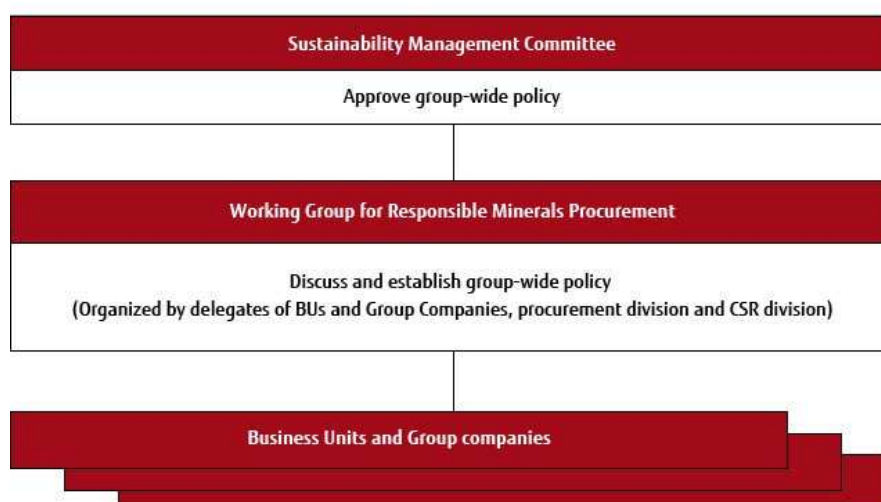 Sustainability Management Committee
Approve group-wide policy
Working Group for Responsible Minerals Procurement
Discuss and establish group-wide policy
(Organized by delegates of BUs and Group Companies, procurement division and CSR division)
Business Units and Group companies